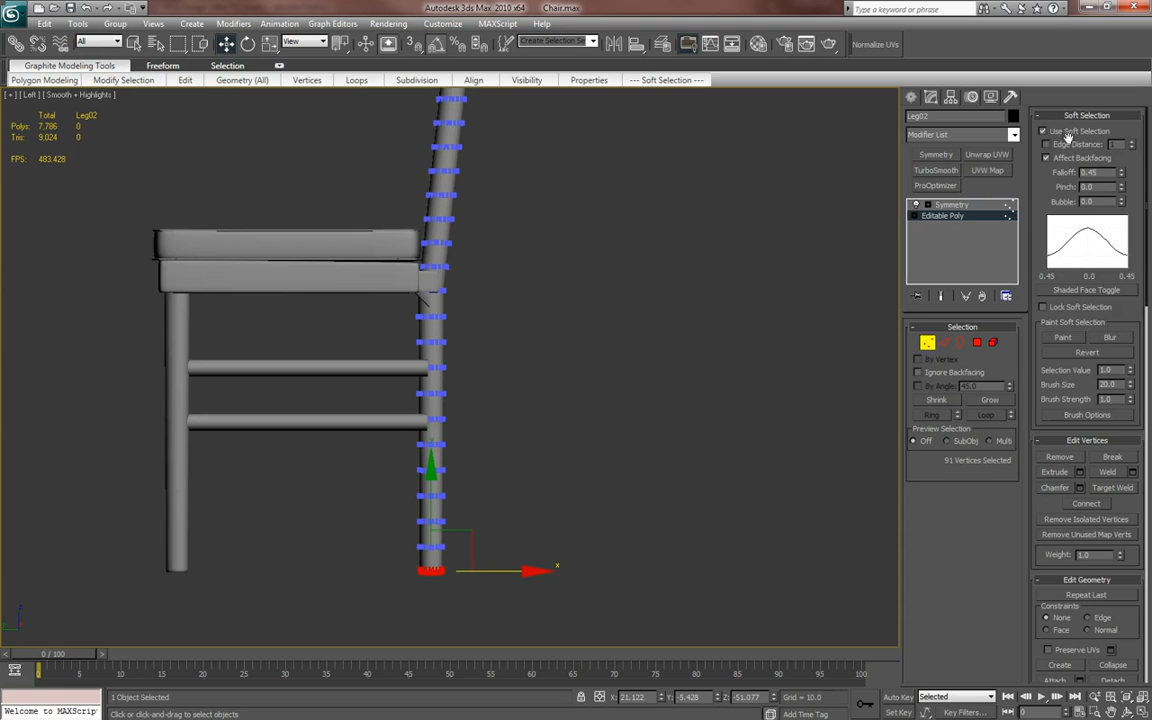 Autodesk 3ds Max 2010 x64 Chair.max
Type a keyword or phrase
Edit Tools Group Views Create Modifiers Animation Graph Editors Rendering Customize MAXScript Help
All View Create Selection Se Normalize UVs
Graphite Modeling Tools Freeform Selection
Polygon Modeling Modify Selection Edit Geometry (All) Vertices Loops Subdivision Align Visibility Properties --- Soft Selection ---
[ + ] [ Left ] [ Smooth + Highlights ]
Total Leg02
Polys: 7,786 0
Tris: 9,024 0
FPS: 483.428
x
z
Leg02
Modifier List
Symmetry Unwrap UVW
TurboSmooth UVW Map
ProOptimizer
Symmetry
Editable Poly
Selection
By Vertex
Ignore Backfacing
By Angle: 45.0
Shrink Grow
Ring Loop
Preview Selection
Off SubObj Multi
91 Vertices Selected
Soft Selection
Use Soft Selection
Edge Distance: 1
Affect Backfacing
Falloff: 0.45
Pinch: 0.0
Bubble: 0.0
0.45 0.0 0.45
Shaded Face Toggle
Lock Soft Selection
Paint Soft Selection
Paint Blur
Revert
Selection Value 1.0
Brush Size 20.0
Brush Strength 1.0
Brush Options
Edit Vertices
Remove Break
Extrude Weld
Chamfer Target Weld
Connect
Remove Isolated Vertices
Remove Unused Map Verts
Weight: 1.0
Edit Geometry
Repeat Last
Constraints
None Edge
Face Normal
Preserve UVs
Create Collapse
Attach Detach
0 / 100
0 5 10 15 20 25 30 35 40 45 50 55 60 65 70 75 80 85 90 95 100
1 Object Selected X: 21.122 Y: -5.428 Z: -51.077 Grid = 10.0 Auto Key Selected
Welcome to MAXScrip Click or click-and-drag to select objects Add Time Tag Set Key Key Filters... 0